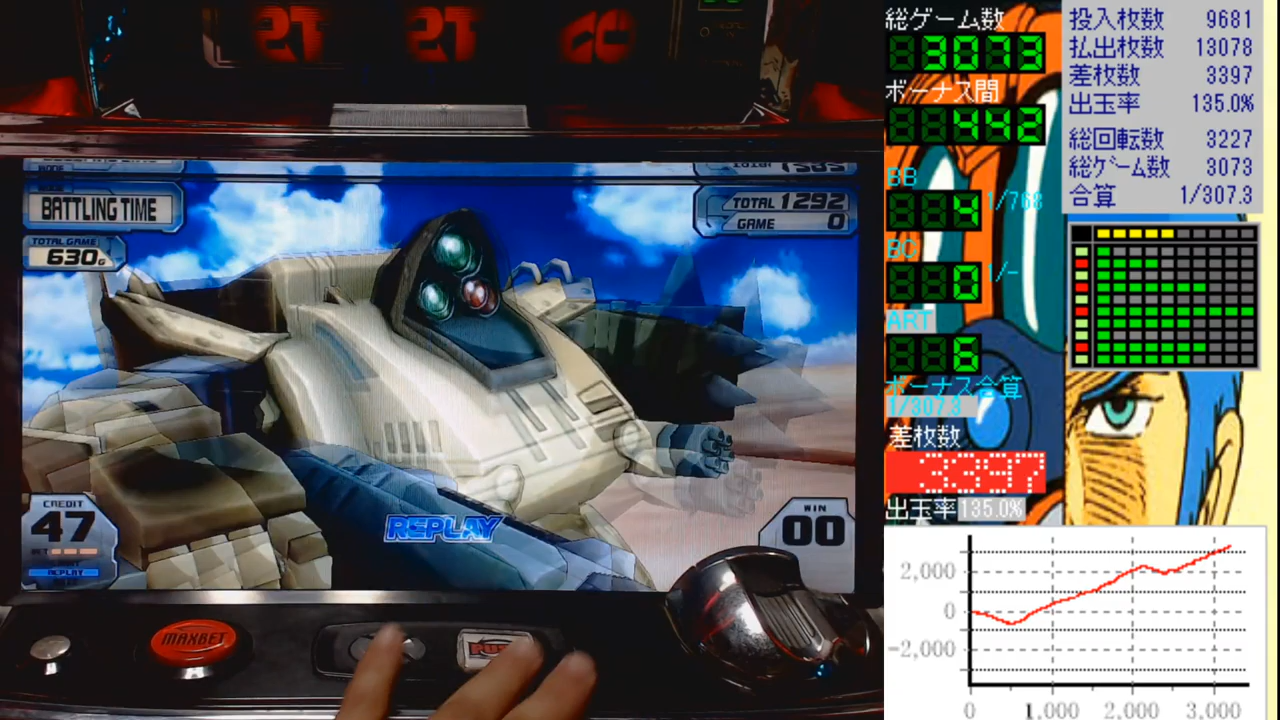 BATTLING TIME
TOTAL GAME
630G
TOTAL 1292
GAME 0
CREDIT
47
REPLAY
REPLAY
WIN
00
MAXBET
総ゲーム数
3073
ボーナス間
442
BB
4 1/768
BC
0 1/-
ART
6
ボーナス合算
1/307.3
差枚数
3397
出玉率 135.0%
投入枚数 9681
払出枚数 13078
差枚数 3397
出玉率 135.0%
総回転数 3227
総ゲーム数 3073
合算 1/307.3
2,000
0
-2,000
0 1,000 2,000 3,000